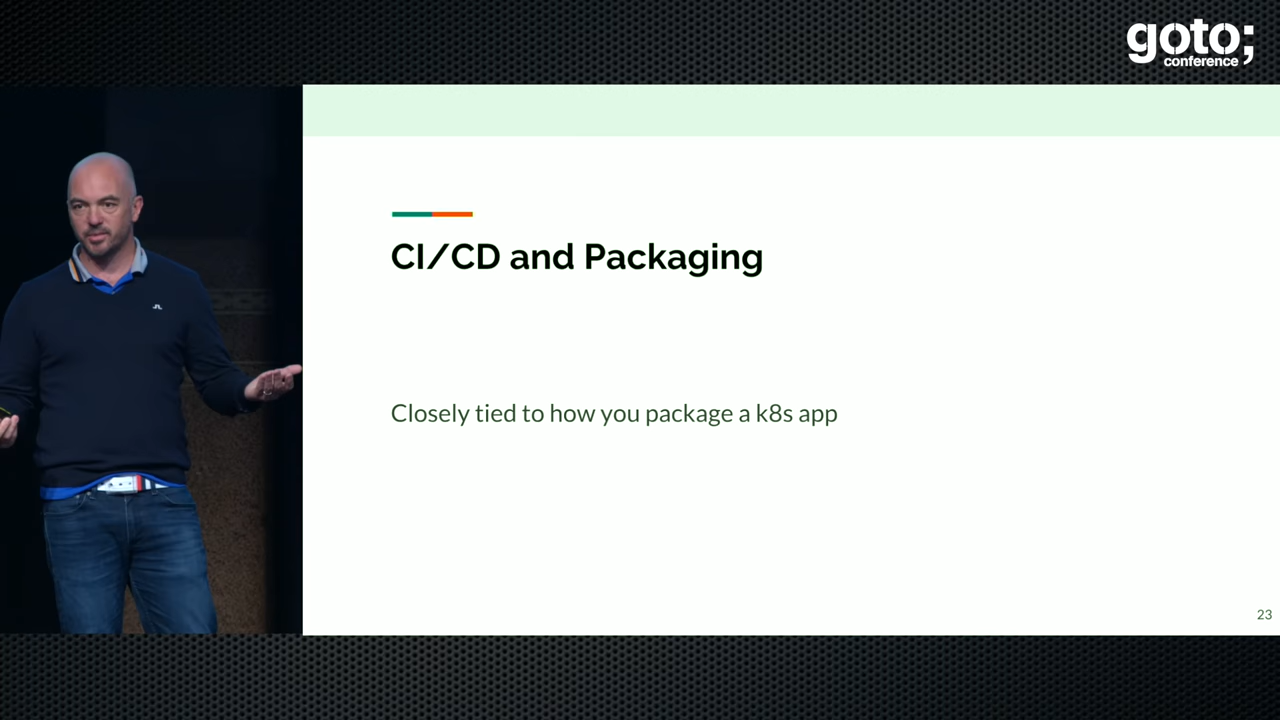 goto;
conference
CI/CD and Packaging
Closely tied to how you package a k8s app
23